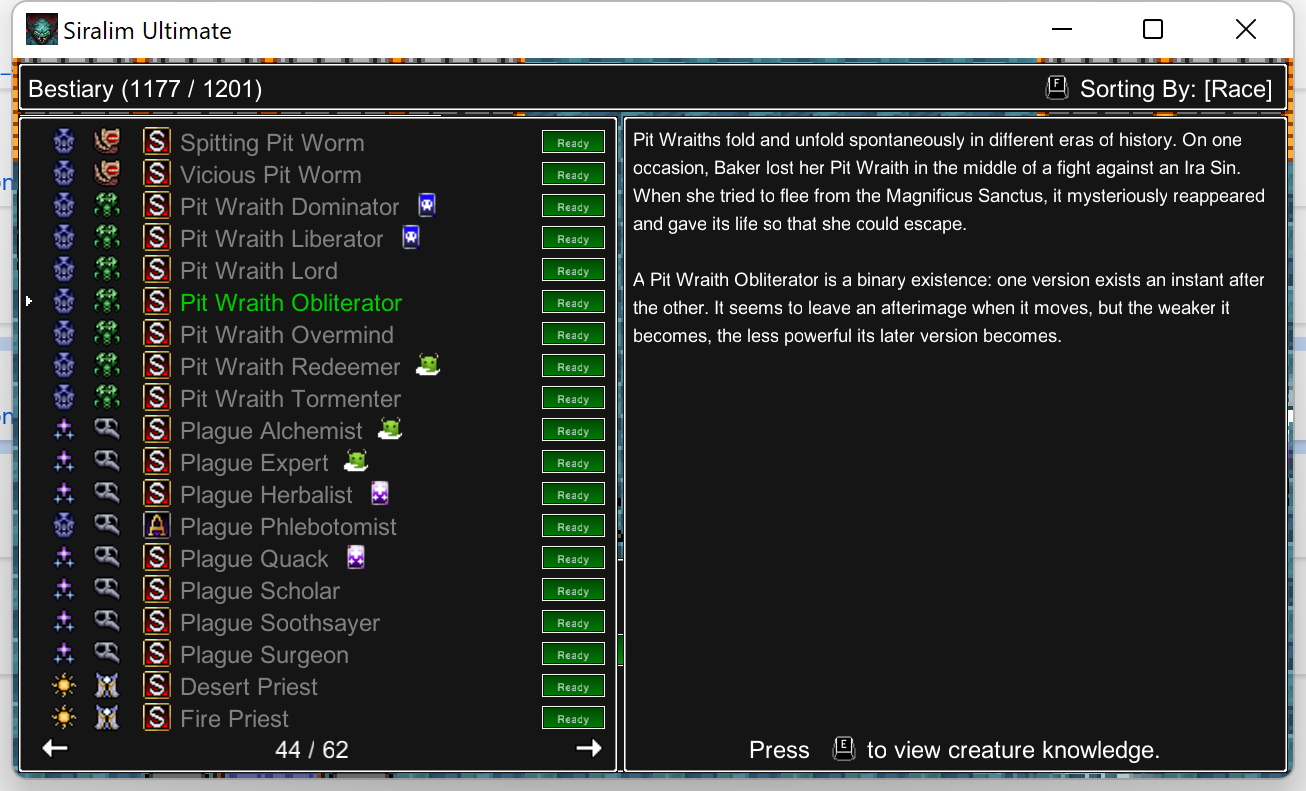 Siralim Ultimate
Bestiary (1177 / 1201)
F Sorting By: [Race]
S Spitting Pit Worm Ready
S Vicious Pit Worm Ready
S Pit Wraith Dominator Ready
S Pit Wraith Liberator Ready
S Pit Wraith Lord Ready
S Pit Wraith Obliterator Ready
S Pit Wraith Overmind Ready
S Pit Wraith Redeemer Ready
S Pit Wraith Tormenter Ready
S Plague Alchemist Ready
S Plague Expert Ready
S Plague Herbalist Ready
A Plague Phlebotomist Ready
S Plague Quack Ready
S Plague Scholar Ready
S Plague Soothsayer Ready
S Plague Surgeon Ready
S Desert Priest Ready
S Fire Priest Ready
44 / 62
Pit Wraiths fold and unfold spontaneously in different eras of history. On one
occasion, Baker lost her Pit Wraith in the middle of a fight against an Ira Sin.
When she tried to flee from the Magnificus Sanctus, it mysteriously reappeared
and gave its life so that she could escape.
A Pit Wraith Obliterator is a binary existence: one version exists an instant after
the other. It seems to leave an afterimage when it moves, but the weaker it
becomes, the less powerful its later version becomes.
Press E to view creature knowledge.